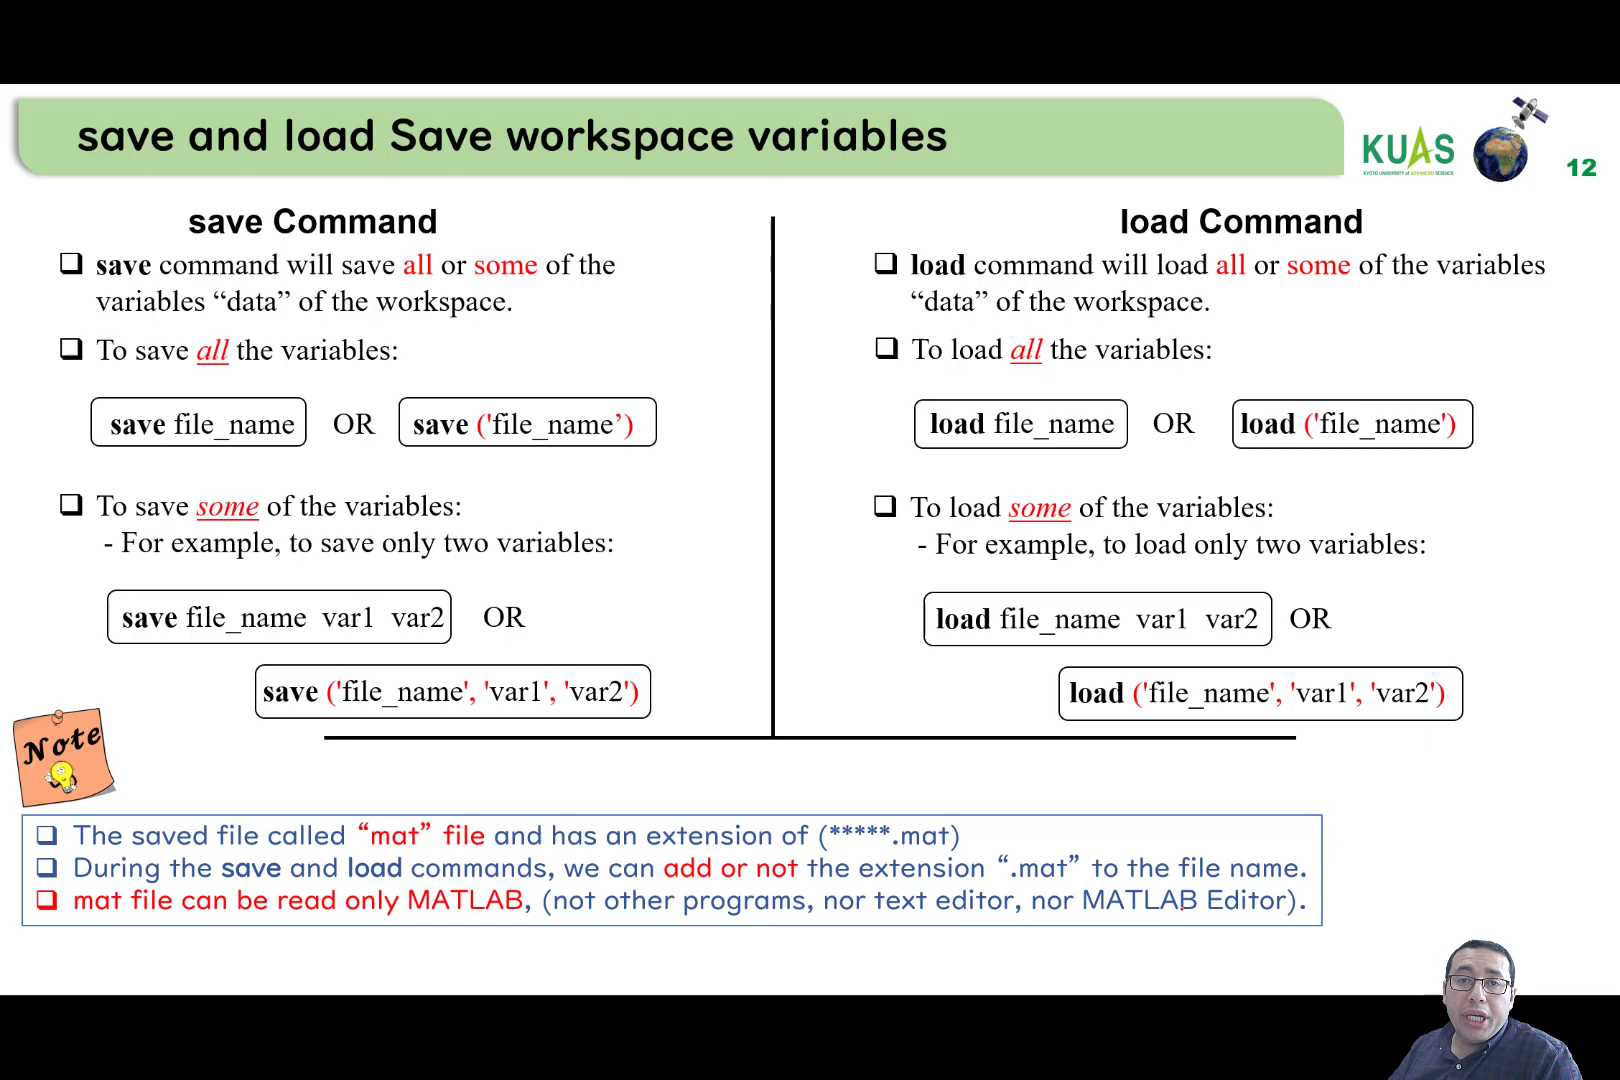 save and load Save workspace variables
KUAS
KYOTO UNIVERSITY of ADVANCED SCIENCE
12
save Command
save command will save all or some of the
variables “data” of the workspace.
To save all the variables:
save file_name OR save ('file_name’)
To save some of the variables:
- For example, to save only two variables:
save file_name var1 var2 OR
save ('file_name', 'var1', 'var2')
load Command
load command will load all or some of the variables
“data” of the workspace.
To load all the variables:
load file_name OR load ('file_name')
To load some of the variables:
- For example, to load only two variables:
load file_name var1 var2 OR
load ('file_name', 'var1', 'var2')
Note
The saved file called “mat” file and has an extension of (*****.mat)
During the save and load commands, we can add or not the extension “.mat” to the file name.
mat file can be read only MATLAB, (not other programs, nor text editor, nor MATLAB Editor).